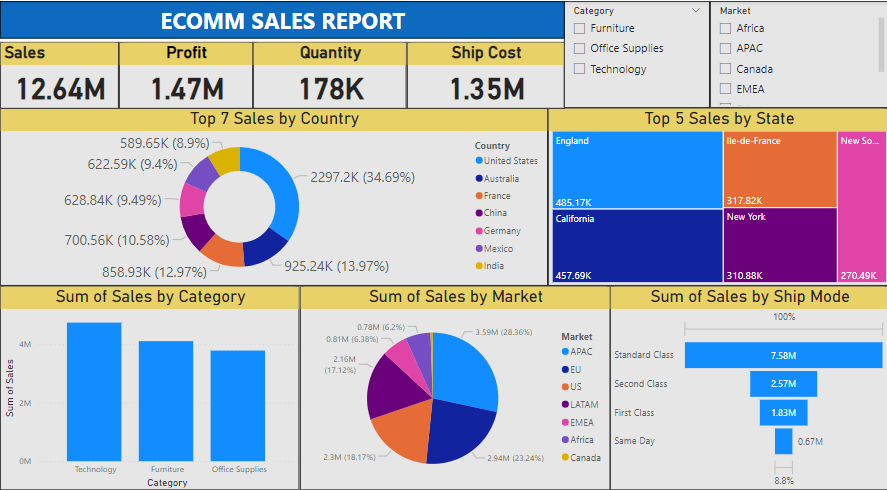 ECOMM SALES REPORT
Sales
12.64M
Profit
1.47M
Quantity
178K
Ship Cost
1.35M
Category
Furniture
Office Supplies
Technology
Market
Africa
APAC
Canada
EMEA
Top 7 Sales by Country
589.65K (8.9%)
622.59K (9.4%)
628.84K (9.49%)
700.56K (10.58%)
858.93K (12.97%)
925.24K (13.97%)
2297.2K (34.69%)
Country
United States
Australia
France
China
Germany
Mexico
India
Top 5 Sales by State
England
485.17K
California
457.69K
Ile-de-France
317.82K
New York
310.88K
New So...
270.49K
Sum of Sales by Category
Sum of Sales
4M
2M
0M
Technology
Furniture
Office Supplies
Category
Sum of Sales by Market
0.78M (6.2%)
0.81M (6.38%)
2.16M
(17.12%)
2.3M (18.17%)
2.94M (23.24%)
3.59M (28.36%)
Market
APAC
EU
US
LATAM
EMEA
Africa
Canada
Sum of Sales by Ship Mode
100%
Standard Class
7.58M
Second Class
2.57M
First Class
1.83M
Same Day
0.67M
8.8%